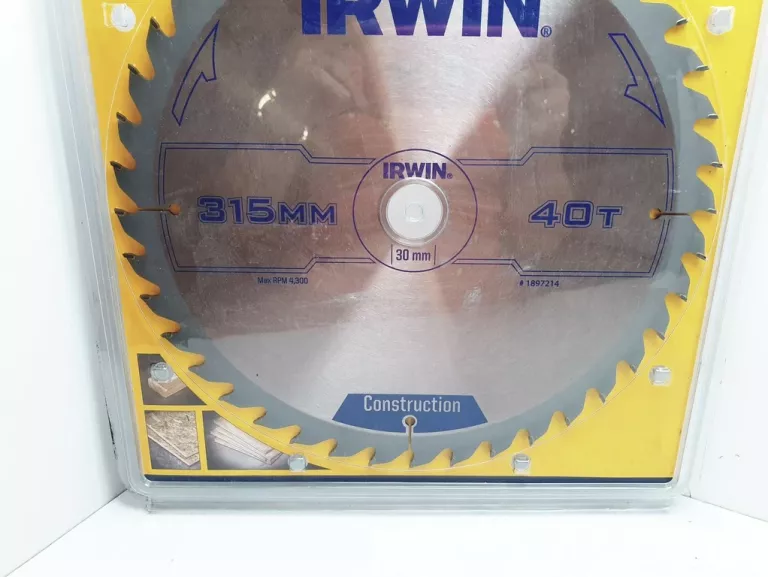 IRWIN®
IRWIN®
315MM
40T
30 mm
Max RPM 4,300
# 1897214
Construction